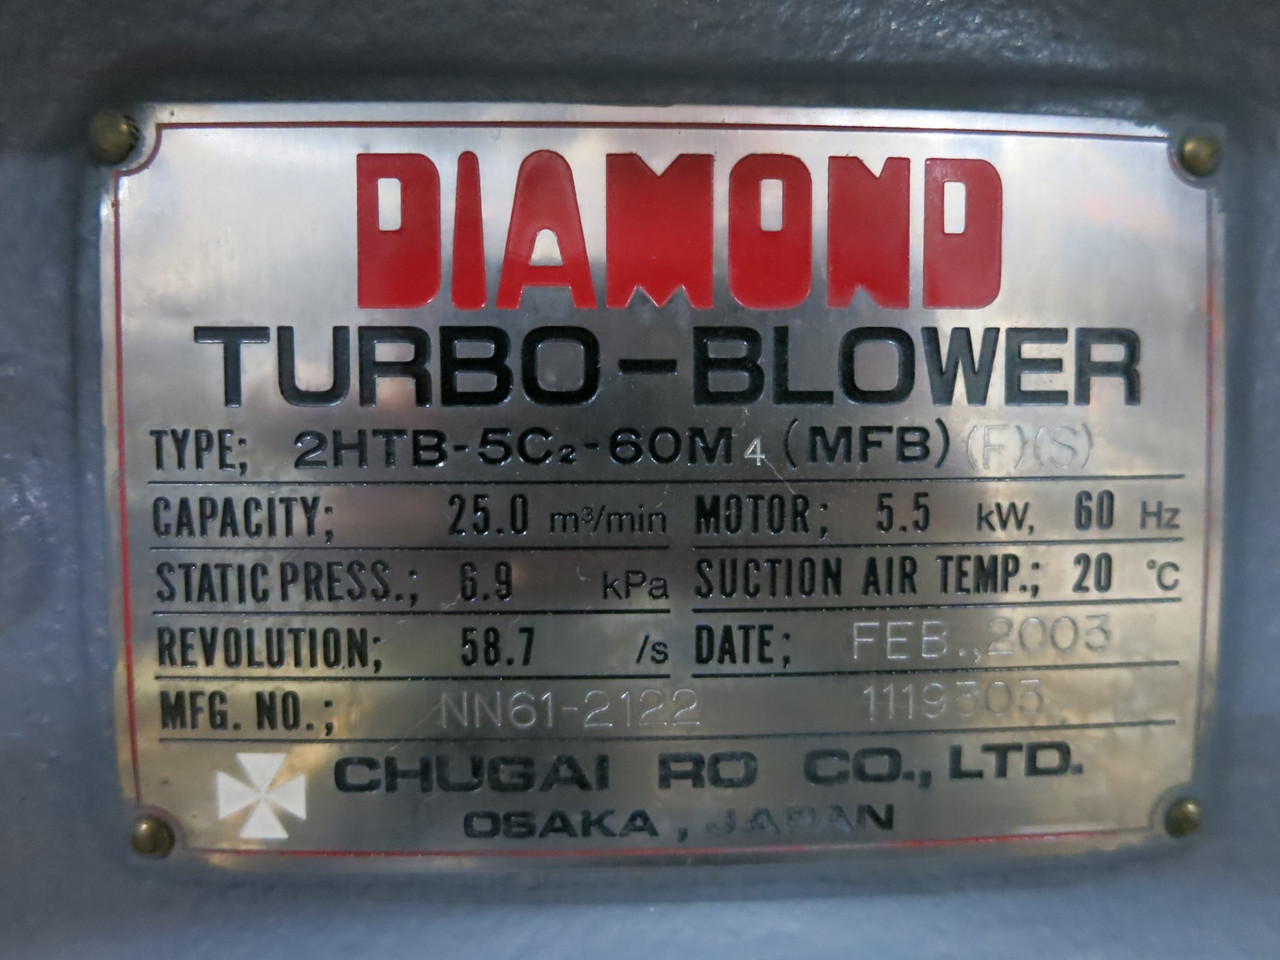 DIAMOND
TURBO-BLOWER
TYPE; 2HTB-5C₂-60M4 (MFB)(F)(S)
CAPACITY; 25.0 m³/min MOTOR; 5.5 kW, 60 Hz
STATIC PRESS.; 6.9 kPa SUCTION AIR TEMP.; 20 °C
REVOLUTION; 58.7 /s DATE; FEB.,2003
MFG. NO.; NN61-2122 1119303
CHUGAI RO CO., LTD.
OSAKA, JAPAN